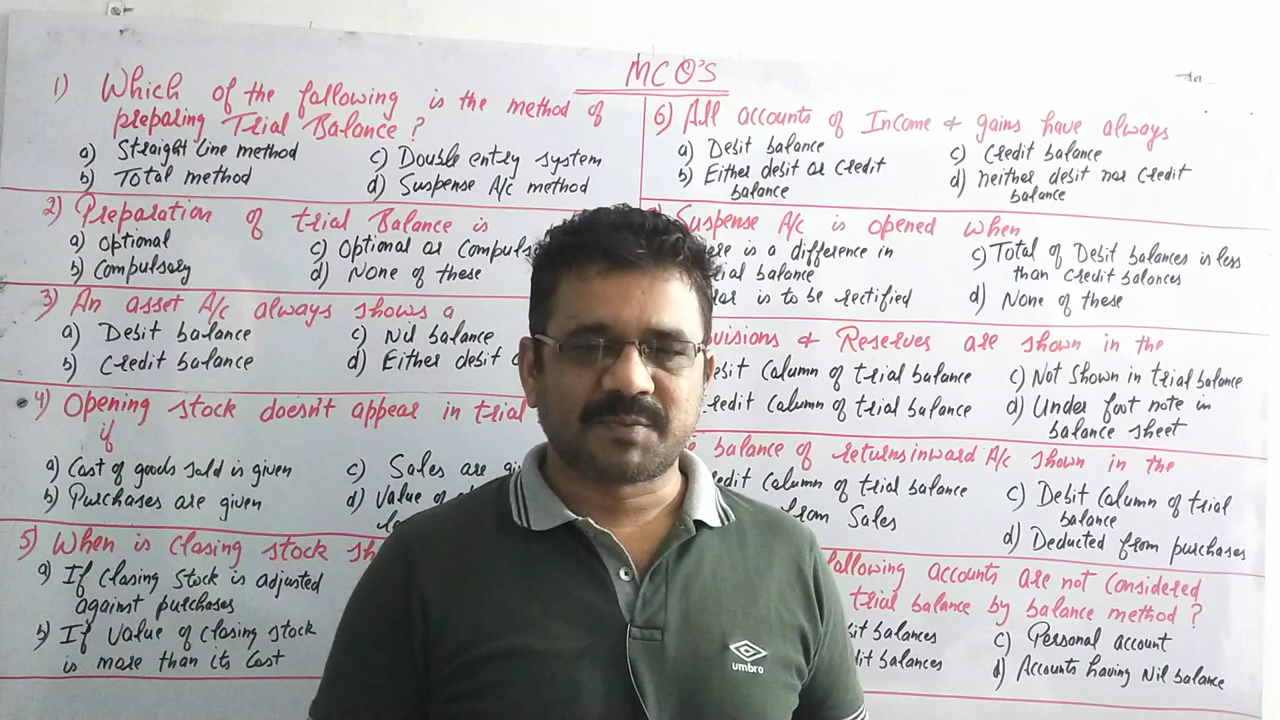 MCQ'S
1) Which of the following is the method of
preparing Trial Balance ?
a) Straight Line method
b) Total method
c) Double entry system
d) Suspense A/c method
2) Preparation of trial Balance is
a) Optional
b) Compulsory
c) Optional or Compuls
d) None of these
3) An asset A/c always shows a
a) Debit balance
b) Credit balance
c) Nil balance
d) Either debit
4) Opening stock doesn't appear in trial
if
a) Cost of goods sold is given
b) Purchases are given
c) Sales are gi
d) Value of
5) When is closing stock sh
a) If closing stock is adjusted
against purchases
b) If value of closing stock
is more than its cost
6) All accounts of Income & gains have always
a) Debit balance
b) Either debit or credit
balance
c) Credit balance
d) neither debit nor credit
balance
Suspense A/c is opened when
ere is a difference in
ial balance
ror is to be rectified
c) Total of Debit balances is less
than credit balances
d) None of these
ovisions & Reserves are shown in the
ebit Column of trial balance
redit Column of trial balance
c) Not shown in trial balance
d) Under foot note in
balance sheet
e balance of returns inward A/c shown in the
edit Column of trial balance
from Sales
c) Debit Column of trial
balance
d) Deducted from purchases
following accounts are not considered
trial balance by balance method ?
bit balances
dit balances
c) Personal account
d) Accounts having Nil balance
umbro